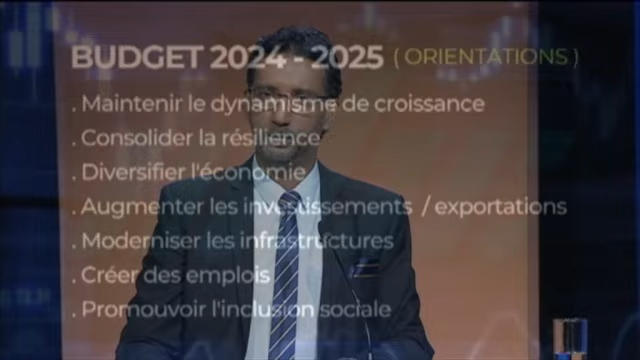 BUDGET 2024 - 2025 ( ORIENTATIONS )
. Maintenir le dynamisme de croissance
. Consolider la résilience
. Diversifier l'économie
. Augmenter les investissements / exportations
. Moderniser les infrastructures
. Créer des emplois
. Promouvoir l'inclusion sociale